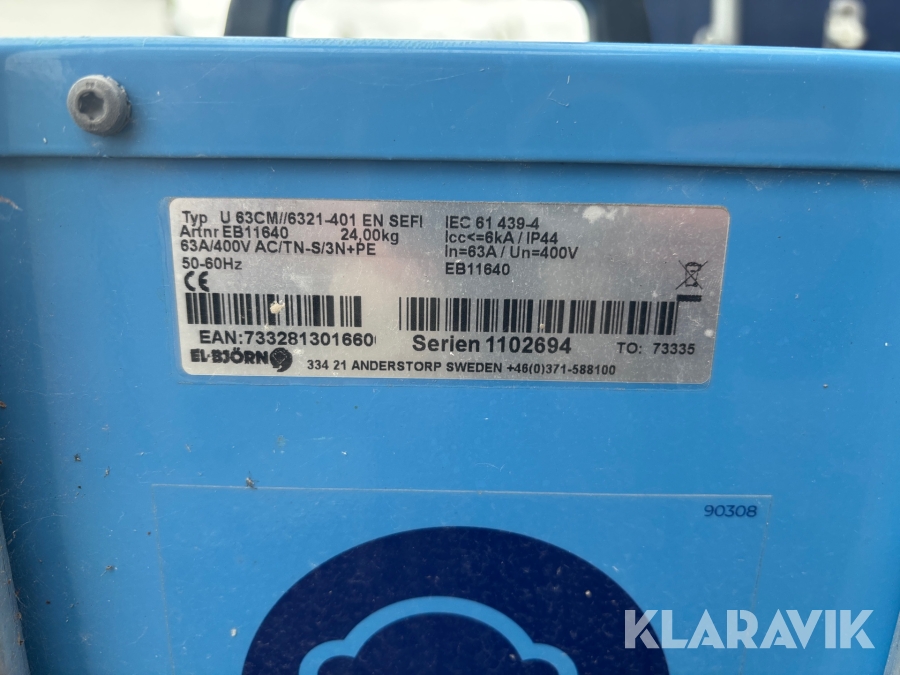 Typ U 63CM//6321-401 EN SEFI
Artnr EB11640 24,00kg
63A/400V AC/TN-S/3N+PE
50-60Hz
CE
IEC 61 439-4
Icc<=6kA / IP44
In=63A / Un=400V
EB11640
EAN:733281301660
Serien 1102694
TO: 73335
EL-BJÖRN
334 21 ANDERSTORP SWEDEN +46(0)371-588100
90308
KLARAVIK